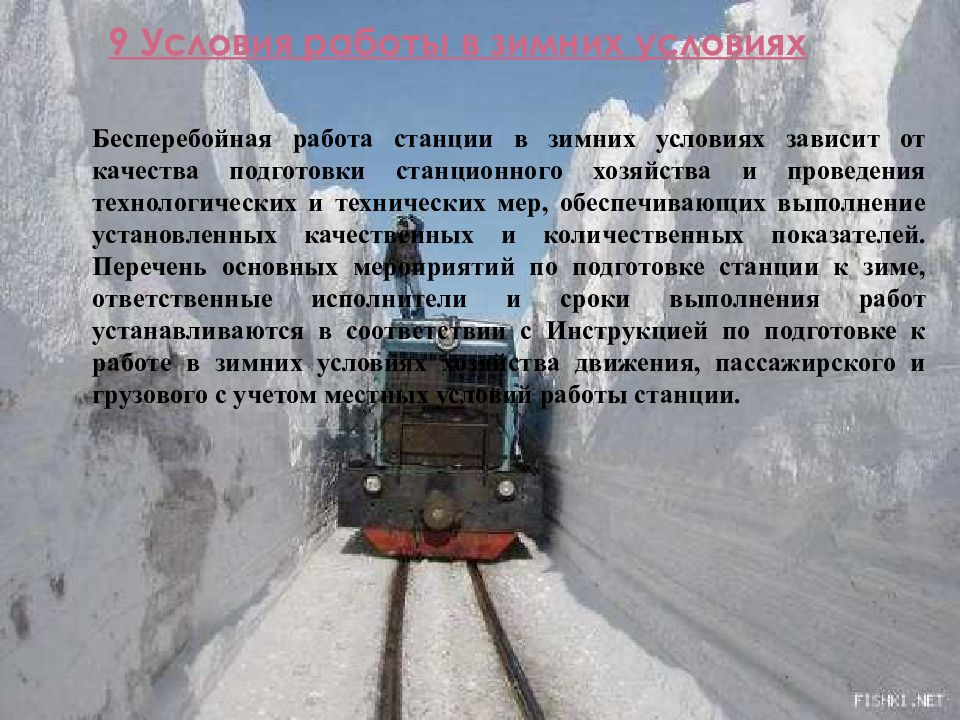 9 Условия работы в зимних условиях
Бесперебойная работа станции в зимних условиях зависит от
качества подготовки станционного хозяйства и проведения
технологических и технических мер, обеспечивающих выполнение
установленных качественных и количественных показателей.
Перечень основных мероприятий по подготовке станции к зиме,
ответственные исполнители и сроки выполнения работ
устанавливаются в соответствии с Инструкцией по подготовке к
работе в зимних условиях хозяйства движения, пассажирского и
грузового с учетом местных условий работы станции.
FISHKI.NET